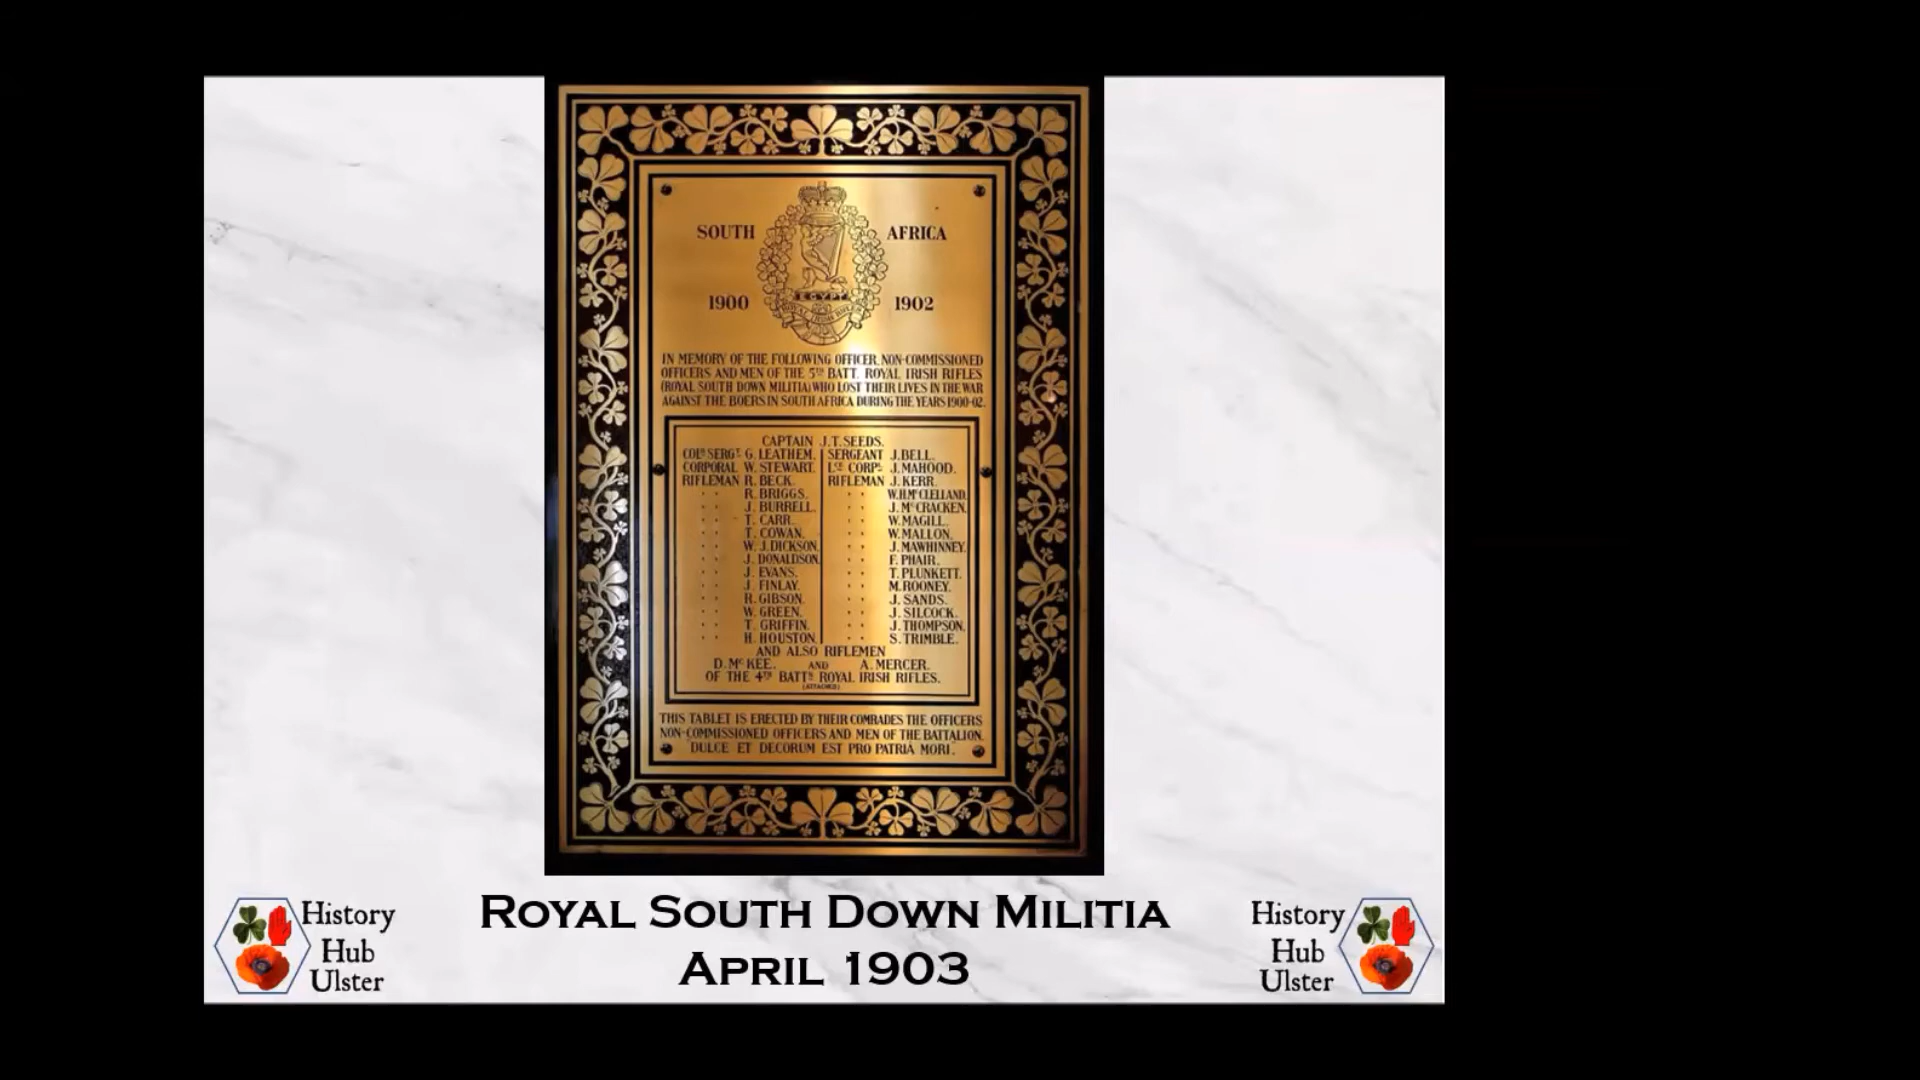 SOUTH AFRICA
1900 1902
EGYPT
ROYAL IRISH RIFLES
IN MEMORY OF THE FOLLOWING OFFICER, NON-COMMISSIONED
OFFICERS AND MEN OF THE 5TH BATT. ROYAL IRISH RIFLES
(ROYAL SOUTH DOWN MILITIA) WHO LOST THEIR LIVES IN THE WAR
AGAINST THE BOERS IN SOUTH AFRICA DURING THE YEARS 1900-02.
CAPTAIN J.T. SEEDS.
COLR SERGT G. LEATHEM.
CORPORAL W. STEWART.
RIFLEMAN R. BECK.
" R. BRIGGS.
" J. BURRELL.
" T. CARR.
" T. COWAN.
" W. J. DICKSON.
" J. DONALDSON.
" J. EVANS.
" J. FINLAY.
" R. GIBSON.
" W. GREEN.
" T. GRIFFIN.
" H. HOUSTON.
SERGEANT J. BELL.
LCE CORPL J. MAHOOD.
RIFLEMAN J. KERR.
" W.H. McCLELLAND.
" J. McCRACKEN.
" W. MAGILL.
" W. MALLON.
" J. MAWHINNEY.
" F. PHAIR.
" T. PLUNKETT.
" M. ROONEY.
" J. SANDS.
" J. SILCOCK.
" J. THOMPSON.
" S. TRIMBLE.
AND ALSO RIFLEMEN
D. McKEE. AND A. MERCER.
OF THE 4TH BATTN ROYAL IRISH RIFLES.
(ATTACHED)
THIS TABLET IS ERECTED BY THEIR COMRADES THE OFFICERS
NON-COMMISSIONED OFFICERS AND MEN OF THE BATTALION.
"DULCE ET DECORUM EST PRO PATRIÂ MORI."
ROYAL SOUTH DOWN MILITIA
APRIL 1903
History
Hub
Ulster
History
Hub
Ulster